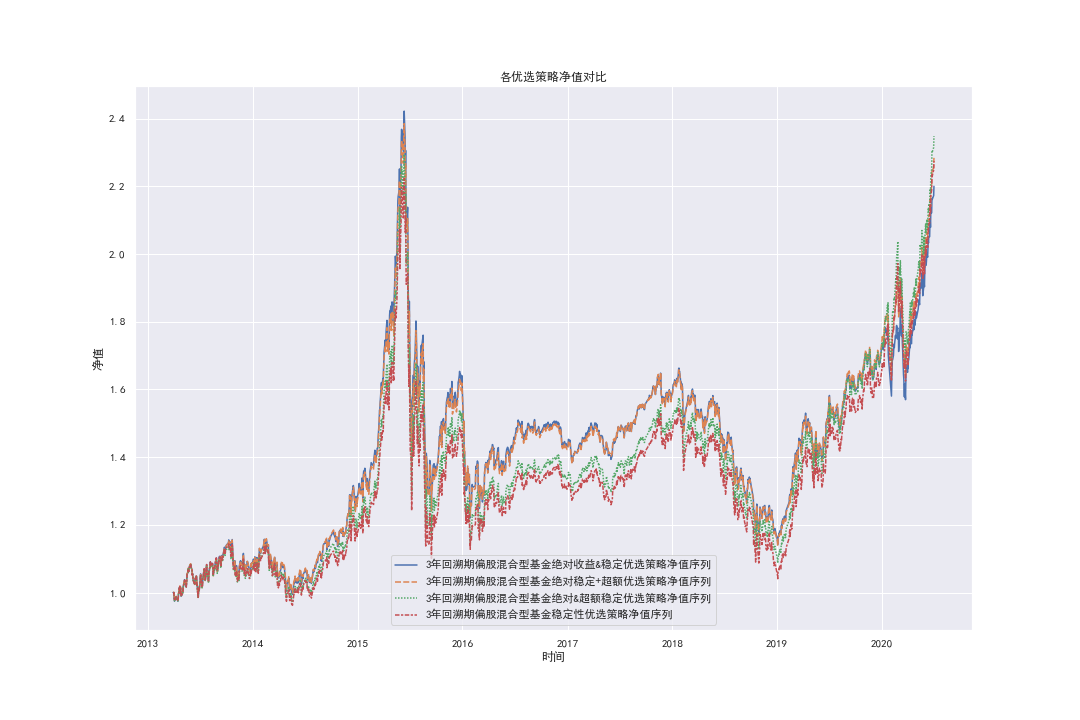 各优选策略净值对比
净值
2.4
2.2
2.0
1.8
1.6
1.4
1.2
1.0
3年回溯期偏股混合型基金绝对收益&稳定优选策略净值序列
3年回溯期偏股混合型基金绝对稳定+超额优选策略净值序列
3年回溯期偏股混合型基金绝对&超额稳定优选策略净值序列
3年回溯期偏股混合型基金稳定性优选策略净值序列
2013 2014 2015 2016 2017 2018 2019 2020
时间